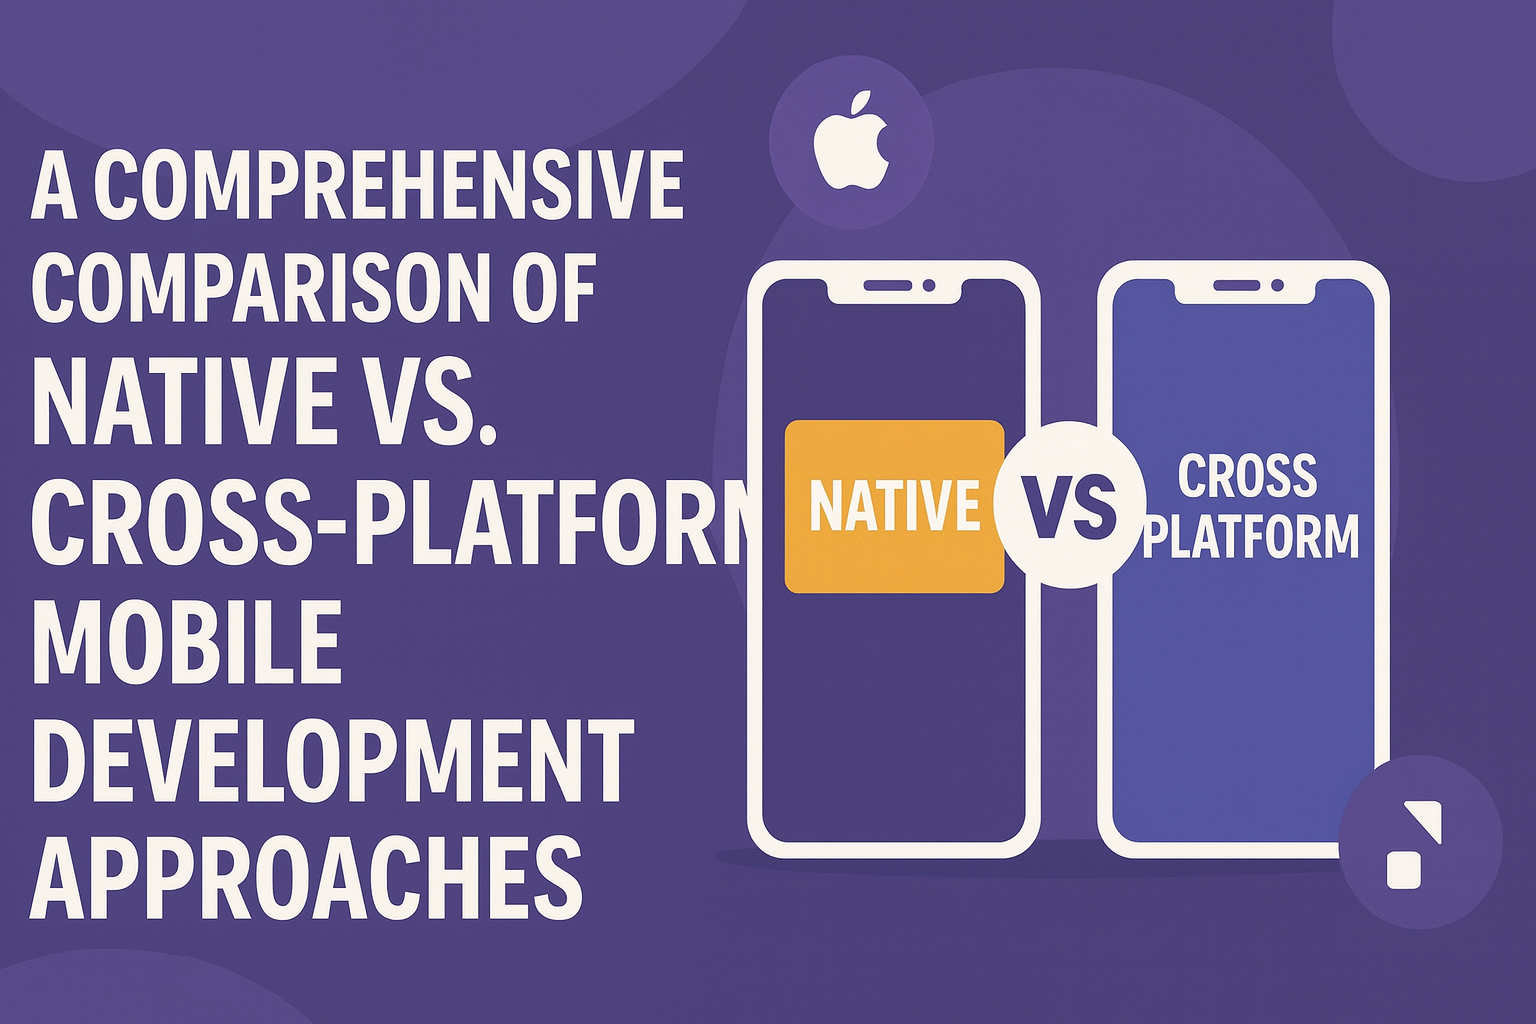 A COMPREHENSIVE
COMPARISON OF
NATIVE VS.
CROSS-PLATFORM
MOBILE
DEVELOPMENT
APPROACHES
NATIVE
VS
CROSS
PLATFORM